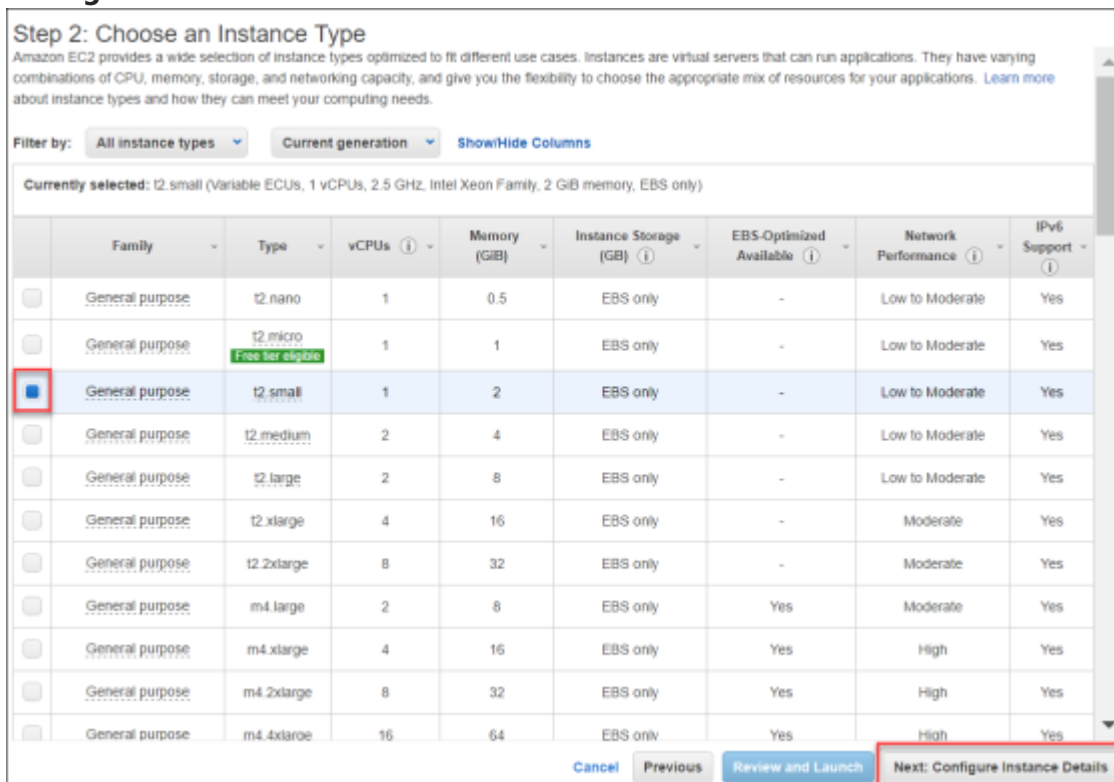 Step 2: Choose an Instance Type
Amazon EC2 provides a wide selection of instance types optimized to fit different use cases. Instances are virtual servers that can run applications. They have varying
combinations of CPU, memory, storage, and networking capacity, and give you the flexibility to choose the appropriate mix of resources for your applications. Learn more
about instance types and how they can meet your computing needs.
Filter by: All instance types Current generation Show/Hide Columns
Currently selected: t2.small (Variable ECUs, 1 vCPUs, 2.5 GHz, Intel Xeon Family, 2 GiB memory, EBS only)
Family Type vCPUs Memory (GiB) Instance Storage (GB) EBS-Optimized Available Network Performance IPv6 Support
General purpose t2.nano 1 0.5 EBS only - Low to Moderate Yes
General purpose t2.micro Free tier eligible 1 1 EBS only - Low to Moderate Yes
General purpose t2.small 1 2 EBS only - Low to Moderate Yes
General purpose t2.medium 2 4 EBS only - Low to Moderate Yes
General purpose t2.large 2 8 EBS only - Low to Moderate Yes
General purpose t2.xlarge 4 16 EBS only - Moderate Yes
General purpose t2.2xlarge 8 32 EBS only - Moderate Yes
General purpose m4.large 2 8 EBS only Yes Moderate Yes
General purpose m4.xlarge 4 16 EBS only Yes High Yes
General purpose m4.2xlarge 8 32 EBS only Yes High Yes
General purpose m4.4xlarge 16 64 EBS only Yes High Yes
Cancel Previous Review and Launch Next: Configure Instance Details